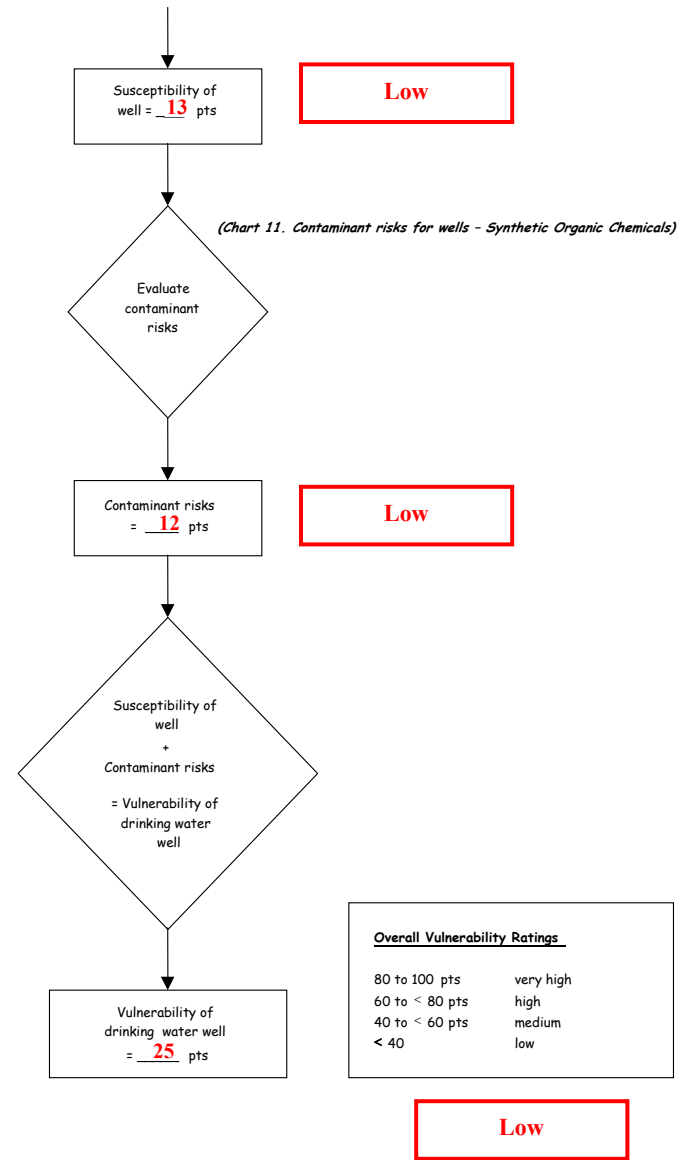 Susceptibility of
well = _13_ pts
Low
(Chart 11. Contaminant risks for wells – Synthetic Organic Chemicals)
Evaluate
contaminant
risks
Contaminant risks
= _12_ pts
Low
Susceptibility of
well
+
Contaminant risks
= Vulnerability of
drinking water
well
Overall Vulnerability Ratings
80 to 100 pts very high
60 to < 80 pts high
40 to < 60 pts medium
< 40 low
Vulnerability of
drinking water well
= _25_ pts
Low